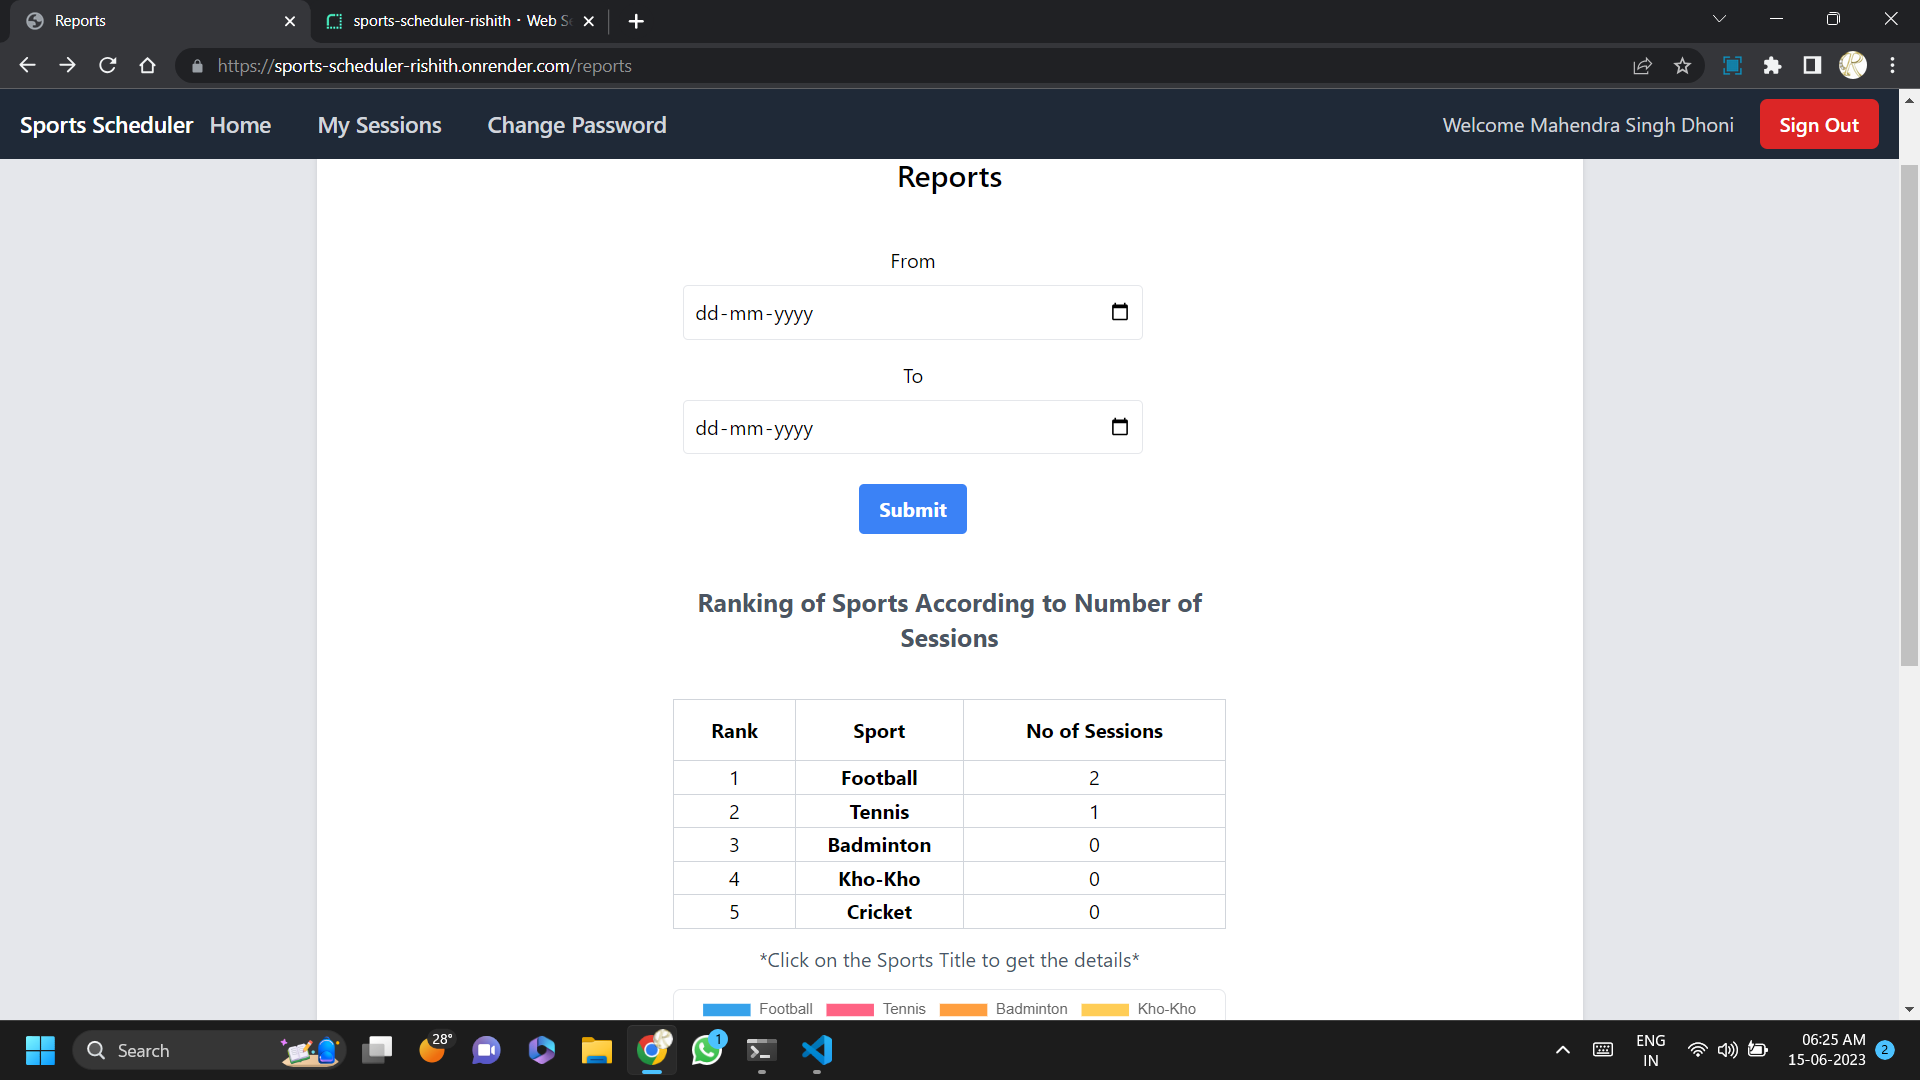 Reports
sports-scheduler-rishith · Web S
https://sports-scheduler-rishith.onrender.com/reports
Sports Scheduler Home My Sessions Change Password Welcome Mahendra Singh Dhoni Sign Out
Reports
From
dd-mm-yyyy
To
dd-mm-yyyy
Submit
Ranking of Sports According to Number of
Sessions
Rank Sport No of Sessions
1 Football 2
2 Tennis 1
3 Badminton 0
4 Kho-Kho 0
5 Cricket 0
*Click on the Sports Title to get the details*
Football Tennis Badminton Kho-Kho
Search 28° 1 ENG
IN
06:25 AM
15-06-2023 2